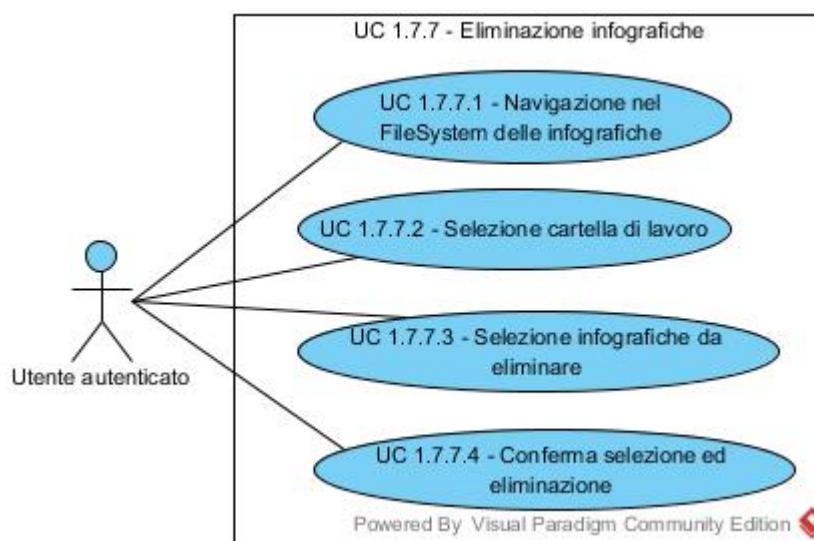 UC 1.7.7 - Eliminazione infografiche
UC 1.7.7.1 - Navigazione nel
FileSystem delle infografiche
UC 1.7.7.2 - Selezione cartella di lavoro
UC 1.7.7.3 - Selezione infografiche da
eliminare
Utente autenticato
UC 1.7.7.4 - Conferma selezione ed
eliminazione
Powered By Visual Paradigm Community Edition